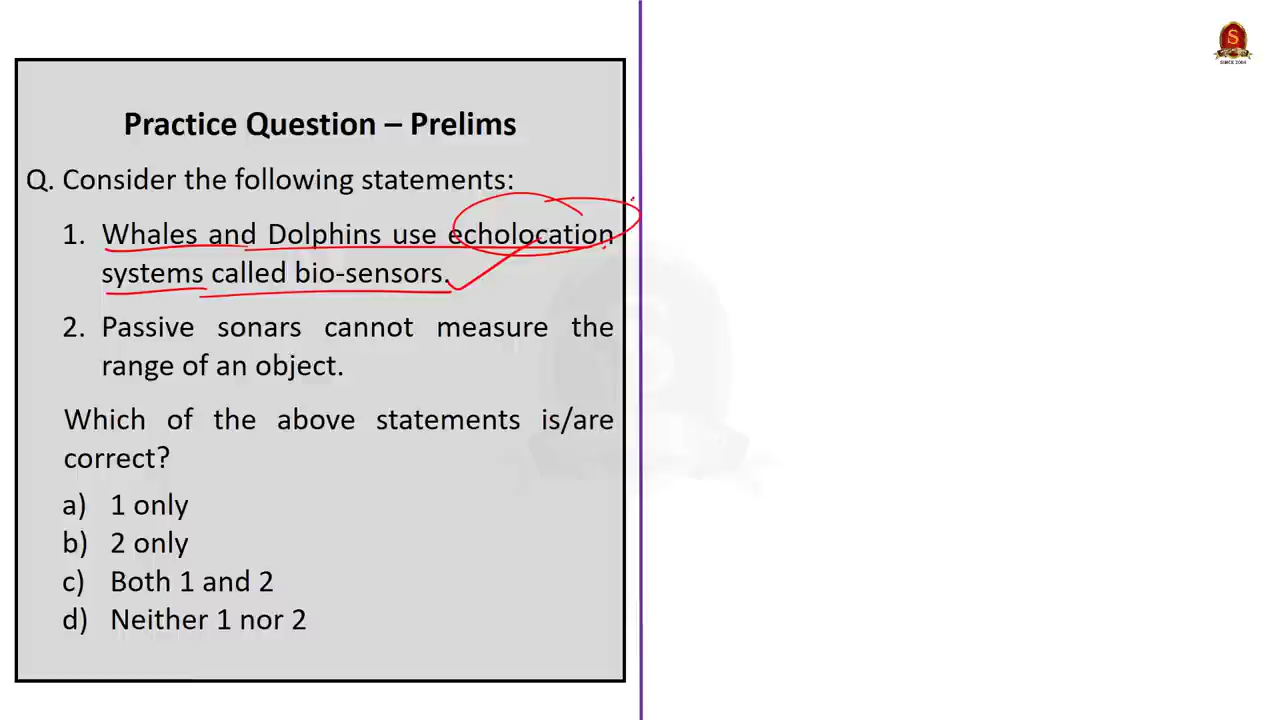 Practice Question – Prelims
Q. Consider the following statements:
1. Whales and Dolphins use echolocation
systems called bio-sensors.
2. Passive sonars cannot measure the
range of an object.
Which of the above statements is/are
correct?
a) 1 only
b) 2 only
c) Both 1 and 2
d) Neither 1 nor 2
S
SINCE 2004